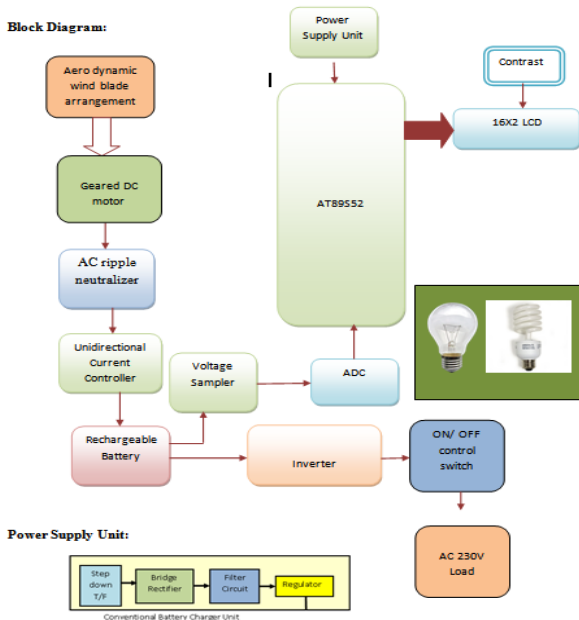 Block Diagram:
Power
Supply Unit
Contrast
Aero dynamic
wind blade
arrangement
16X2 LCD
Geared DC
motor
AT89S52
AC ripple
neutralizer
Unidirectional
Current
Controller
Voltage
Sampler
ADC
Rechargeable
Battery
Inverter
ON/ OFF
control
switch
Power Supply Unit:
AC 230V
Load
Step
down
T/F
Bridge
Rectifier
Filter
Circuit
Regulator
Conventional Battery Charger Unit